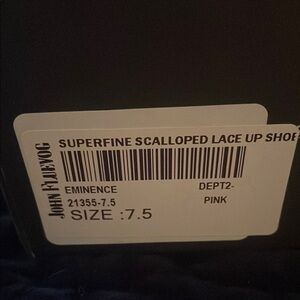 JOHN FLUEVOG
SUPERFINE SCALLOPED LACE UP SHOE
EMINENCE DEPT2-
21355-7.5 PINK
SIZE :7.5